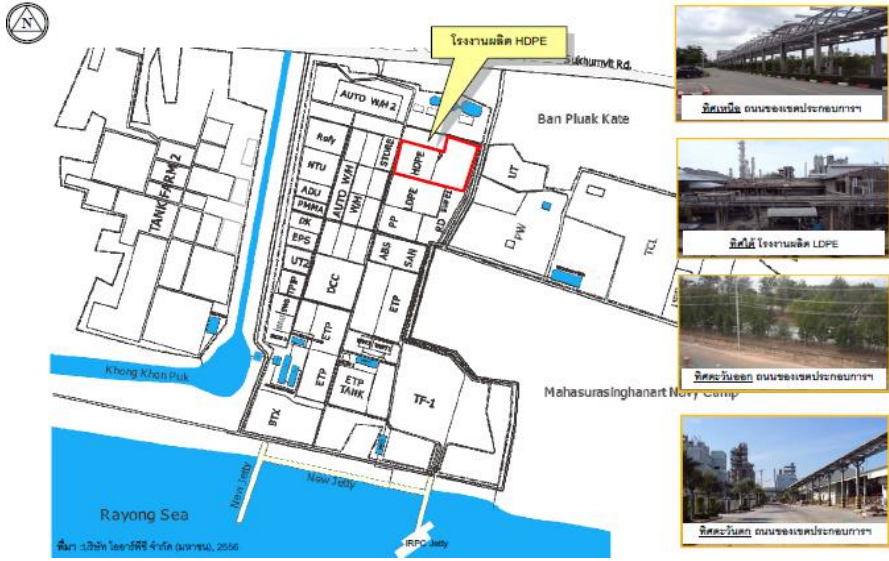 N
โรงงานผลิต HDPE
Sukhumvit Rd.
AUTO W/H 2
Ban Pluak Kate
ทิศเหนือ ถนนของเขตประกอบการฯ
TANK FARM 2
Roly
STORE
HDPE
NTU
AUTO W/H
W/H
LDPE
UT
ADU
PMMA
DK
PP
RD
PW
TCL
EPS
ABS
SAN
UT2
TPIP
DCC
ETP
ทิศใต้ โรงงานผลิต LDPE
ETP
Khong Khon Puk
ETP
ETP
TANK
TF-1
BTX
Mahasurasinghanart Navy Camp
ทิศตะวันออก ถนนของเขตประกอบการฯ
New Jetty
New Jetty
Rayong Sea
IRPC Jetty
ทิศตะวันตก ถนนของเขตประกอบการฯ
ที่มา :บริษัท ไออาร์พีซี จำกัด (มหาชน), 2556